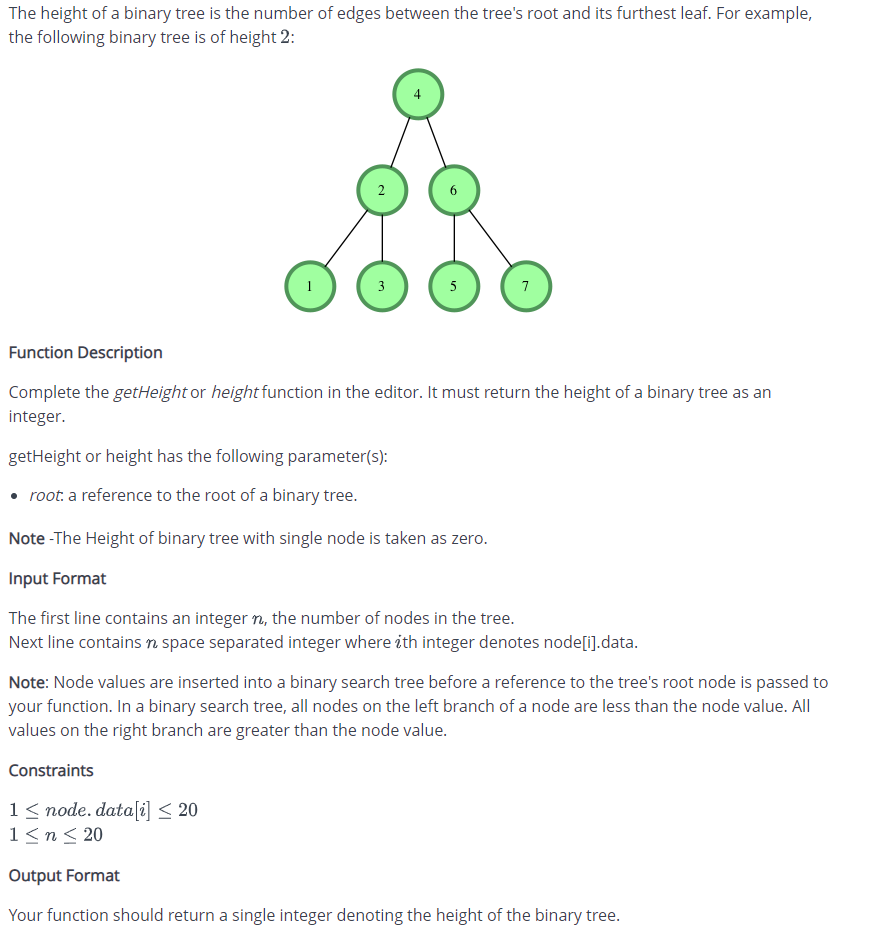 The height of a binary tree is the number of edges between the tree's root and its furthest leaf. For example,
the following binary tree is of height 2:
4
2 6
1 3 5 7
Function Description
Complete the getHeight or height function in the editor. It must return the height of a binary tree as an
integer.
getHeight or height has the following parameter(s):
• root: a reference to the root of a binary tree.
Note -The Height of binary tree with single node is taken as zero.
Input Format
The first line contains an integer n, the number of nodes in the tree.
Next line contains n space separated integer where ith integer denotes node[i].data.
Note: Node values are inserted into a binary search tree before a reference to the tree's root node is passed to
your function. In a binary search tree, all nodes on the left branch of a node are less than the node value. All
values on the right branch are greater than the node value.
Constraints
1 ≤ node.data[i] ≤ 20
1 ≤ n ≤ 20
Output Format
Your function should return a single integer denoting the height of the binary tree.